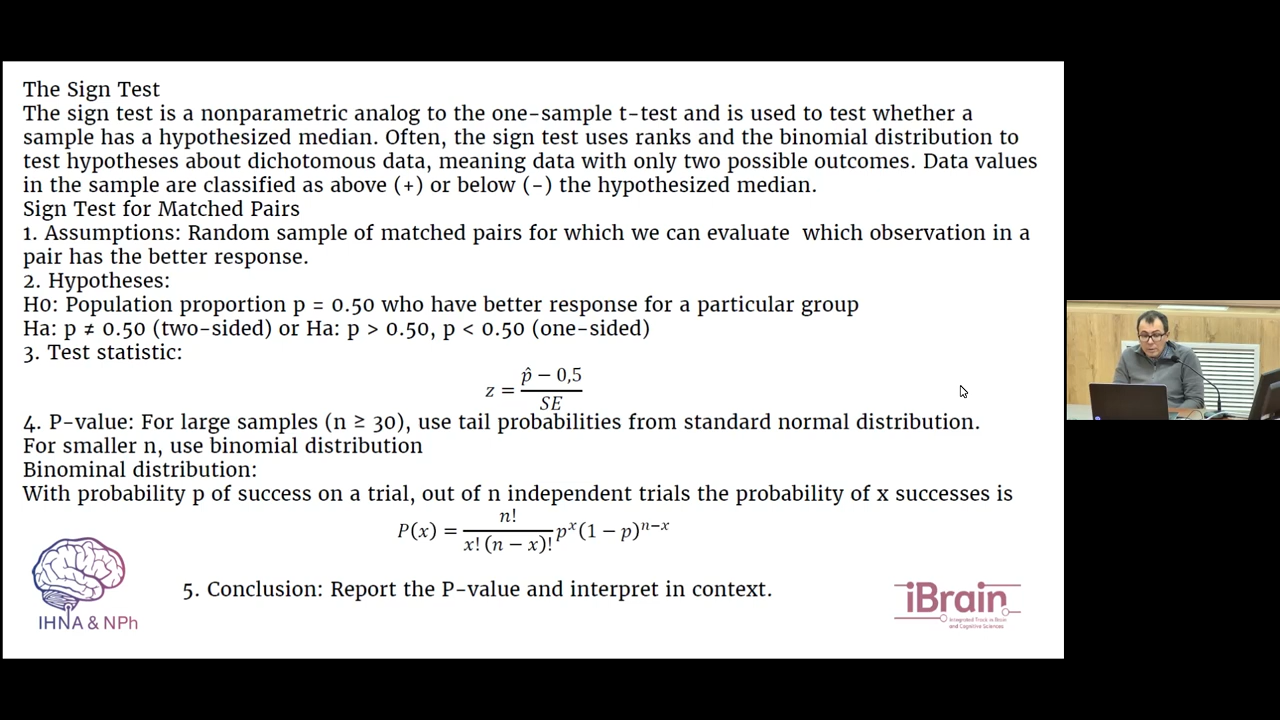 The Sign Test
The sign test is a nonparametric analog to the one-sample t-test and is used to test whether a
sample has a hypothesized median. Often, the sign test uses ranks and the binomial distribution to
test hypotheses about dichotomous data, meaning data with only two possible outcomes. Data values
in the sample are classified as above (+) or below (-) the hypothesized median.
Sign Test for Matched Pairs
1. Assumptions: Random sample of matched pairs for which we can evaluate which observation in a
pair has the better response.
2. Hypotheses:
H0: Population proportion p = 0.50 who have better response for a particular group
Ha: p ≠ 0.50 (two-sided) or Ha: p > 0.50, p < 0.50 (one-sided)
3. Test statistic:
z = (p̂ − 0,5) / SE
4. P-value: For large samples (n ≥ 30), use tail probabilities from standard normal distribution.
For smaller n, use binomial distribution
Binominal distribution:
With probability p of success on a trial, out of n independent trials the probability of x successes is
P(x) = n! / (x! (n − x)!) pˣ(1 − p)ⁿ⁻ˣ
5. Conclusion: Report the P-value and interpret in context.
IHNA & NPh
iBrain
Integrated Track in Brain
and Cognitive Sciences